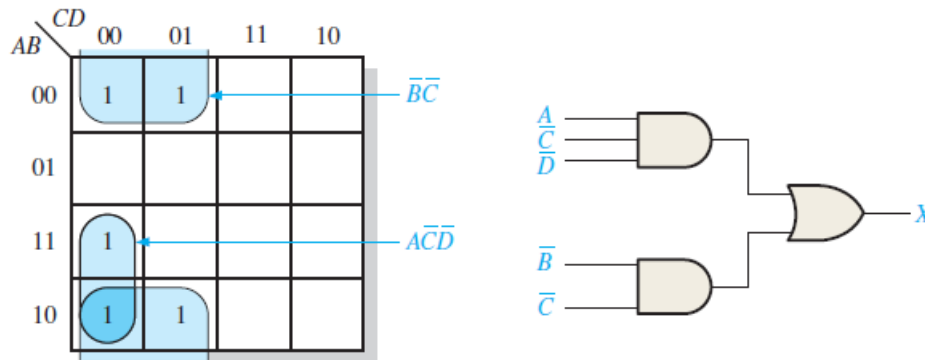 CD
AB
00 01 11 10
00 1 1 B̅C̅
01
11 1 AC̅D̅
10 1 1
A
C̅
D̅
X
B̅
C̅